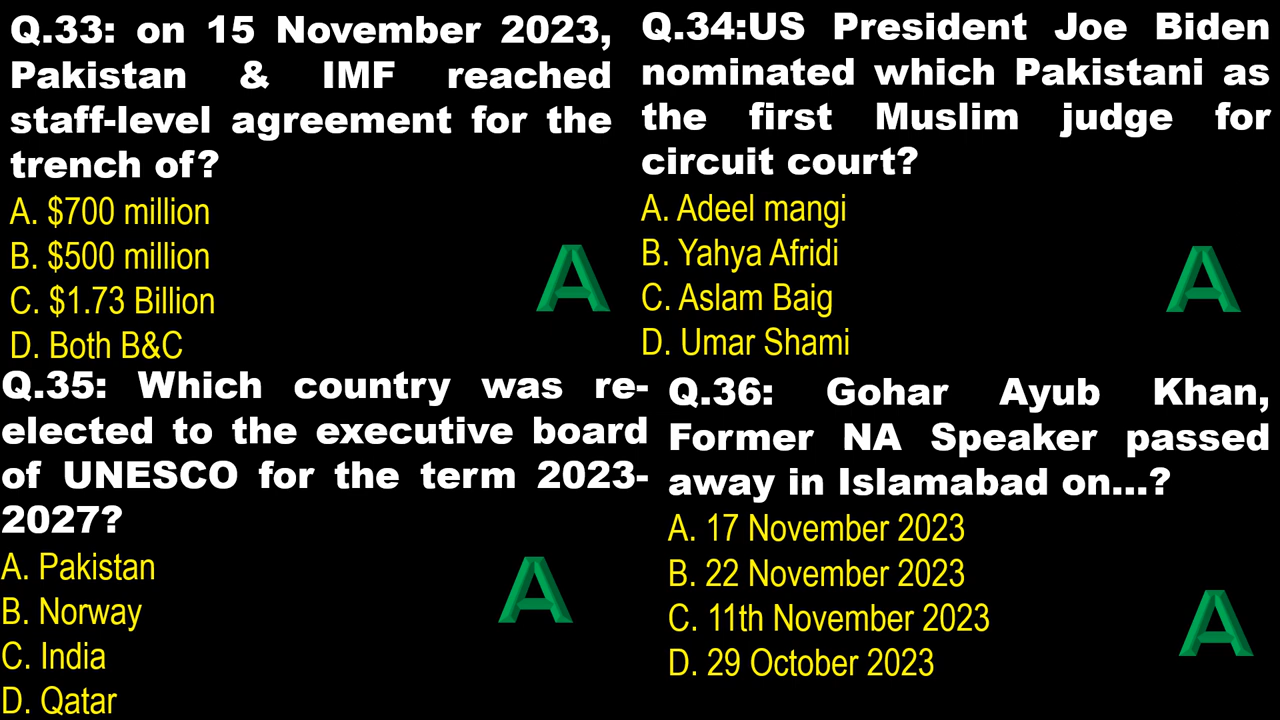 Q.33: on 15 November 2023,
Pakistan & IMF reached
staff-level agreement for the
trench of?
A. $700 million
B. $500 million
C. $1.73 Billion
D. Both B&C
A
Q.34:US President Joe Biden
nominated which Pakistani as
the first Muslim judge for
circuit court?
A. Adeel mangi
B. Yahya Afridi
C. Aslam Baig
D. Umar Shami
A
Q.35: Which country was re-
elected to the executive board
of UNESCO for the term 2023-
2027?
A. Pakistan
B. Norway
C. India
D. Qatar
A
Q.36: Gohar Ayub Khan,
Former NA Speaker passed
away in Islamabad on...?
A. 17 November 2023
B. 22 November 2023
C. 11th November 2023
D. 29 October 2023
A